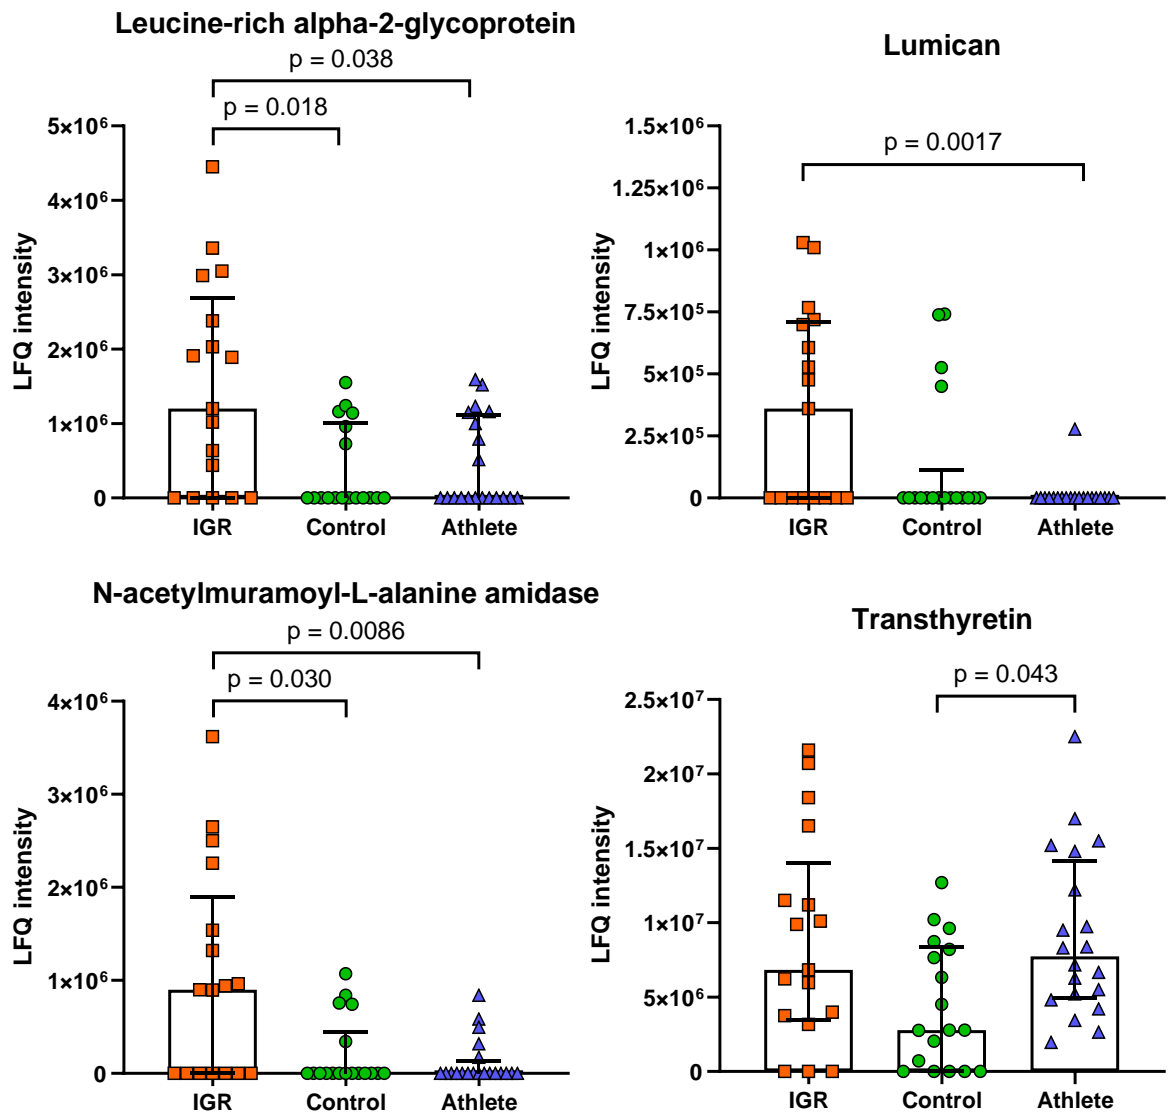 Leucine-rich alpha-2-glycoprotein
p = 0.038
p = 0.018
5×10⁶
4×10⁶
3×10⁶
2×10⁶
1×10⁶
0
LFQ intensity
IGR Control Athlete
Lumican
p = 0.0017
1.5×10⁶
1.25×10⁶
1×10⁶
7.5×10⁵
5×10⁵
2.5×10⁵
0
LFQ intensity
IGR Control Athlete
N-acetylmuramoyl-L-alanine amidase
p = 0.0086
p = 0.030
4×10⁶
3×10⁶
2×10⁶
1×10⁶
0
LFQ intensity
IGR Control Athlete
Transthyretin
p = 0.043
2.5×10⁷
2×10⁷
1.5×10⁷
1×10⁷
5×10⁶
0
LFQ intensity
IGR Control Athlete